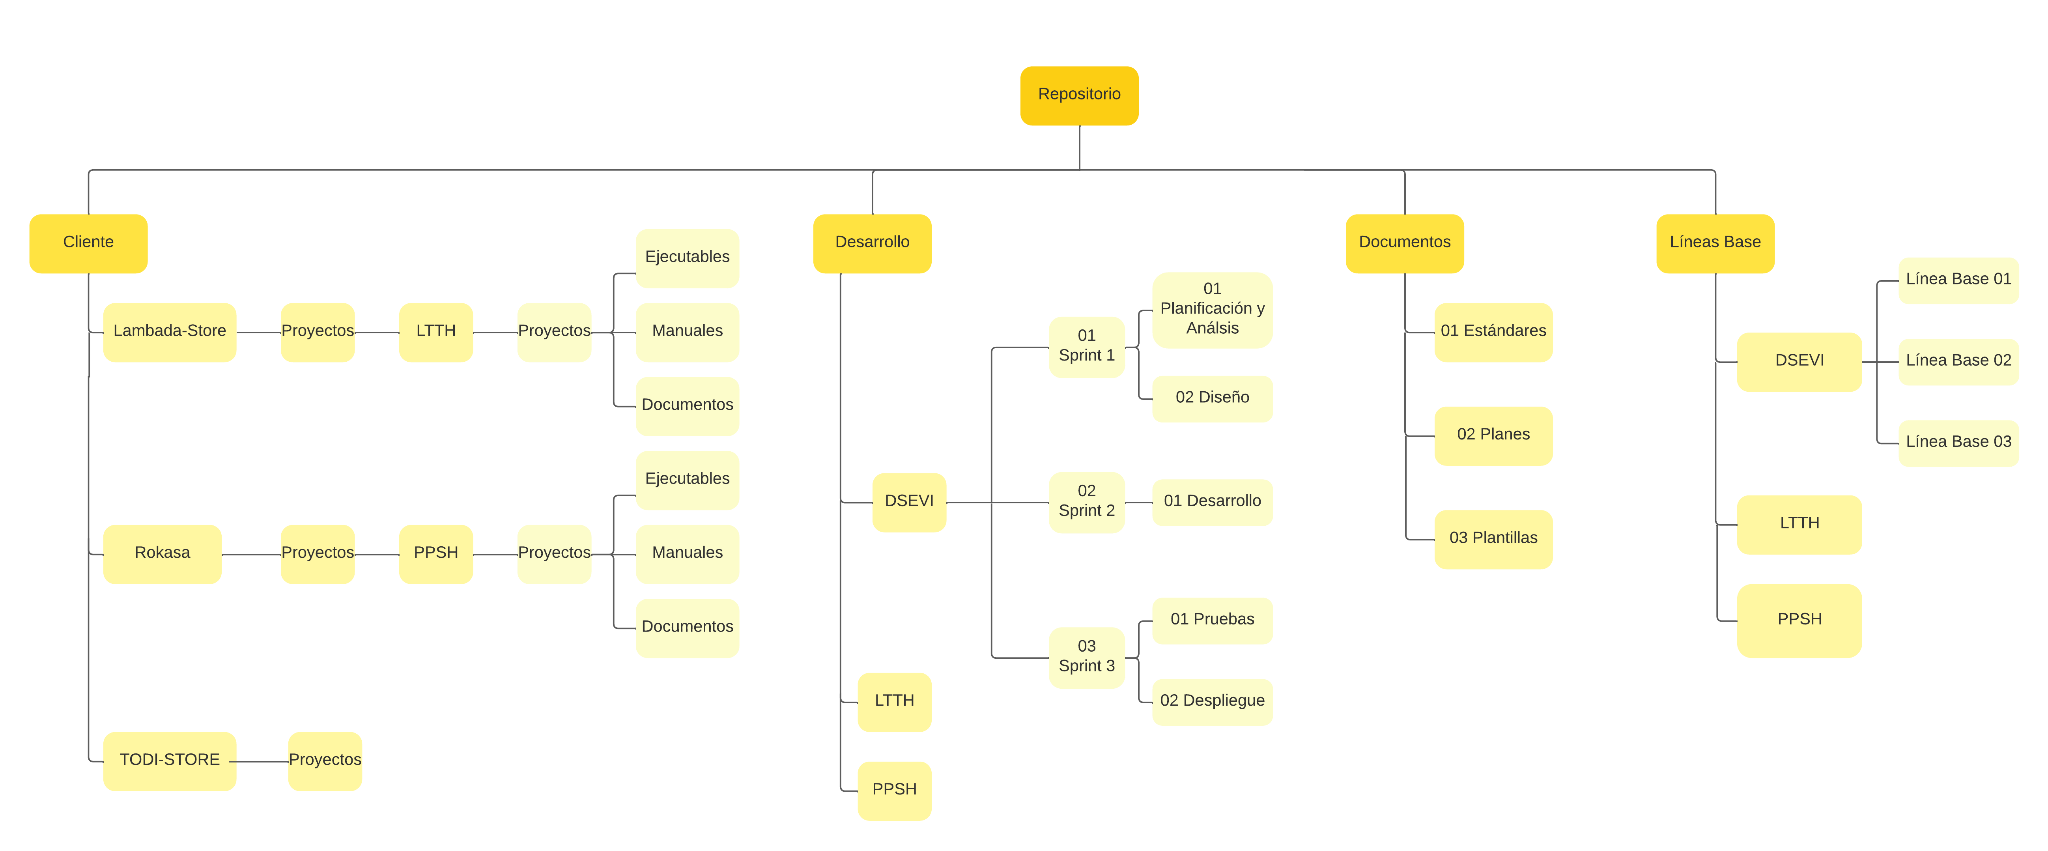 Repositorio
Cliente
Lambada-Store
Proyectos
LTTH
Proyectos
Ejecutables
Manuales
Documentos
Rokasa
Proyectos
PPSH
Proyectos
Ejecutables
Manuales
Documentos
TODI-STORE
Proyectos
Desarrollo
DSEVI
01
Sprint 1
01
Planificación y
Análsis
02 Diseño
02
Sprint 2
01 Desarrollo
03
Sprint 3
01 Pruebas
02 Despliegue
LTTH
PPSH
Documentos
01 Estándares
02 Planes
03 Plantillas
Líneas Base
DSEVI
Línea Base 01
Línea Base 02
Línea Base 03
LTTH
PPSH